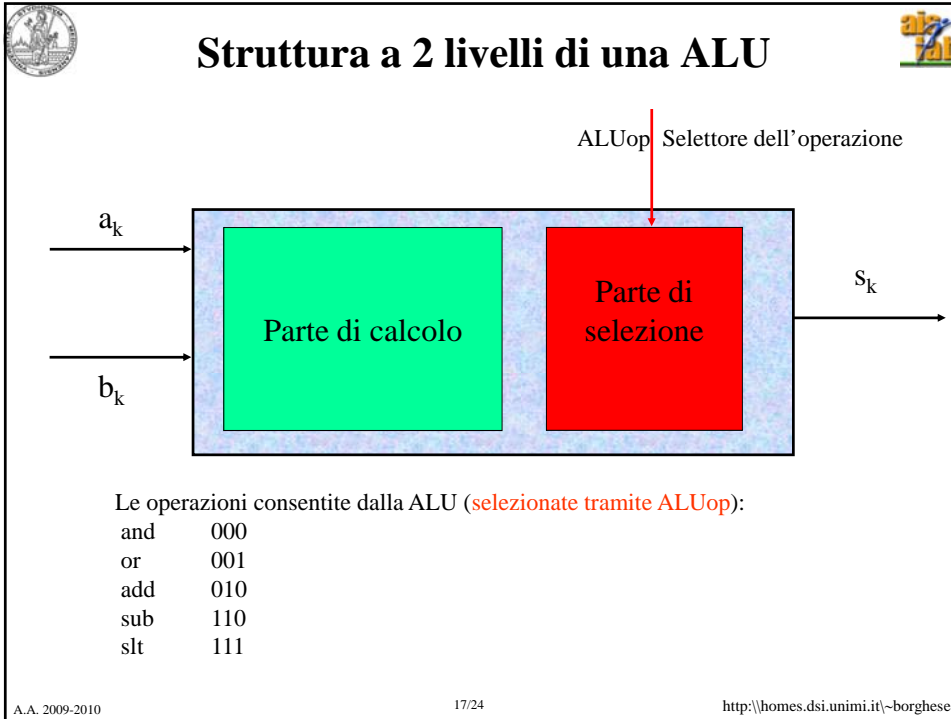 Struttura a 2 livelli di una ALU
ALUop Selettore dell'operazione
a_k
b_k
Parte di calcolo
Parte di
selezione
s_k
Le operazioni consentite dalla ALU (selezionate tramite ALUop):
and 000
or 001
add 010
sub 110
slt 111
A.A. 2009-2010 17/24 http:\\homes.dsi.unimi.it\~borghese